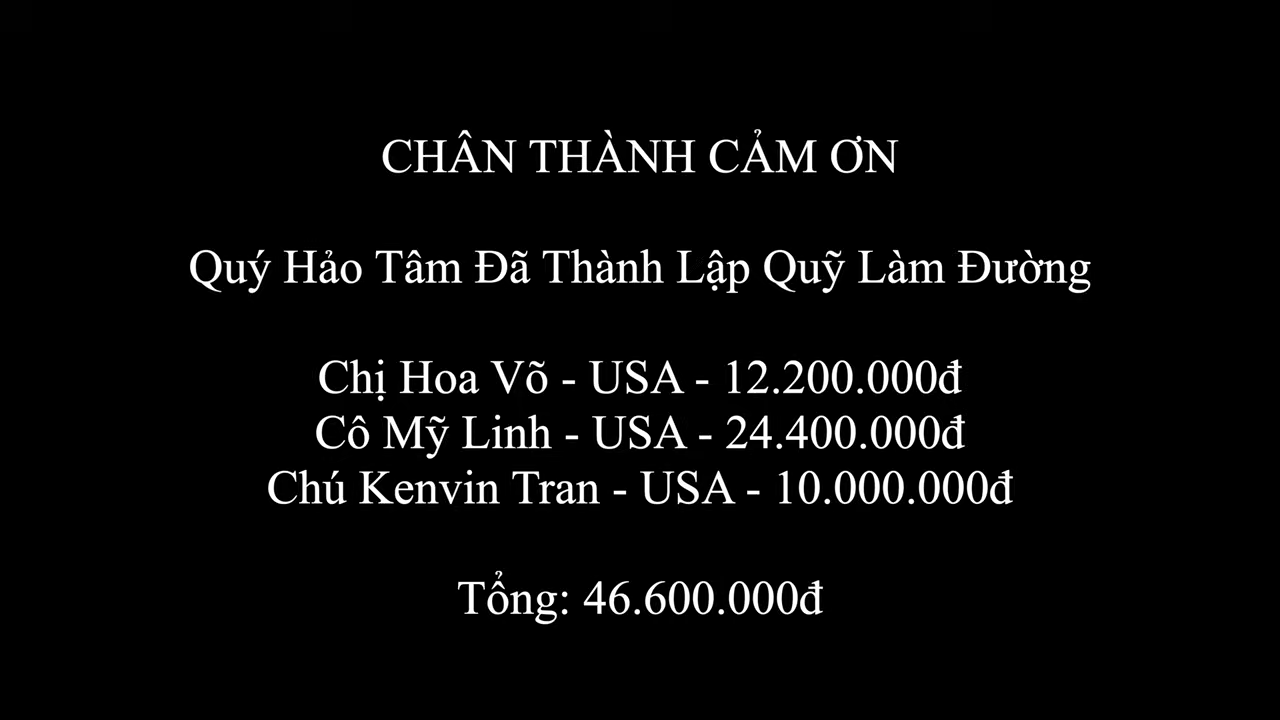 CHÂN THÀNH CẢM ƠN
Quý Hảo Tâm Đã Thành Lập Quỹ Làm Đường
Chị Hoa Võ - USA - 12.200.000đ
Cô Mỹ Linh - USA - 24.400.000đ
Chú Kenvin Tran - USA - 10.000.000đ
Tổng: 46.600.000đ